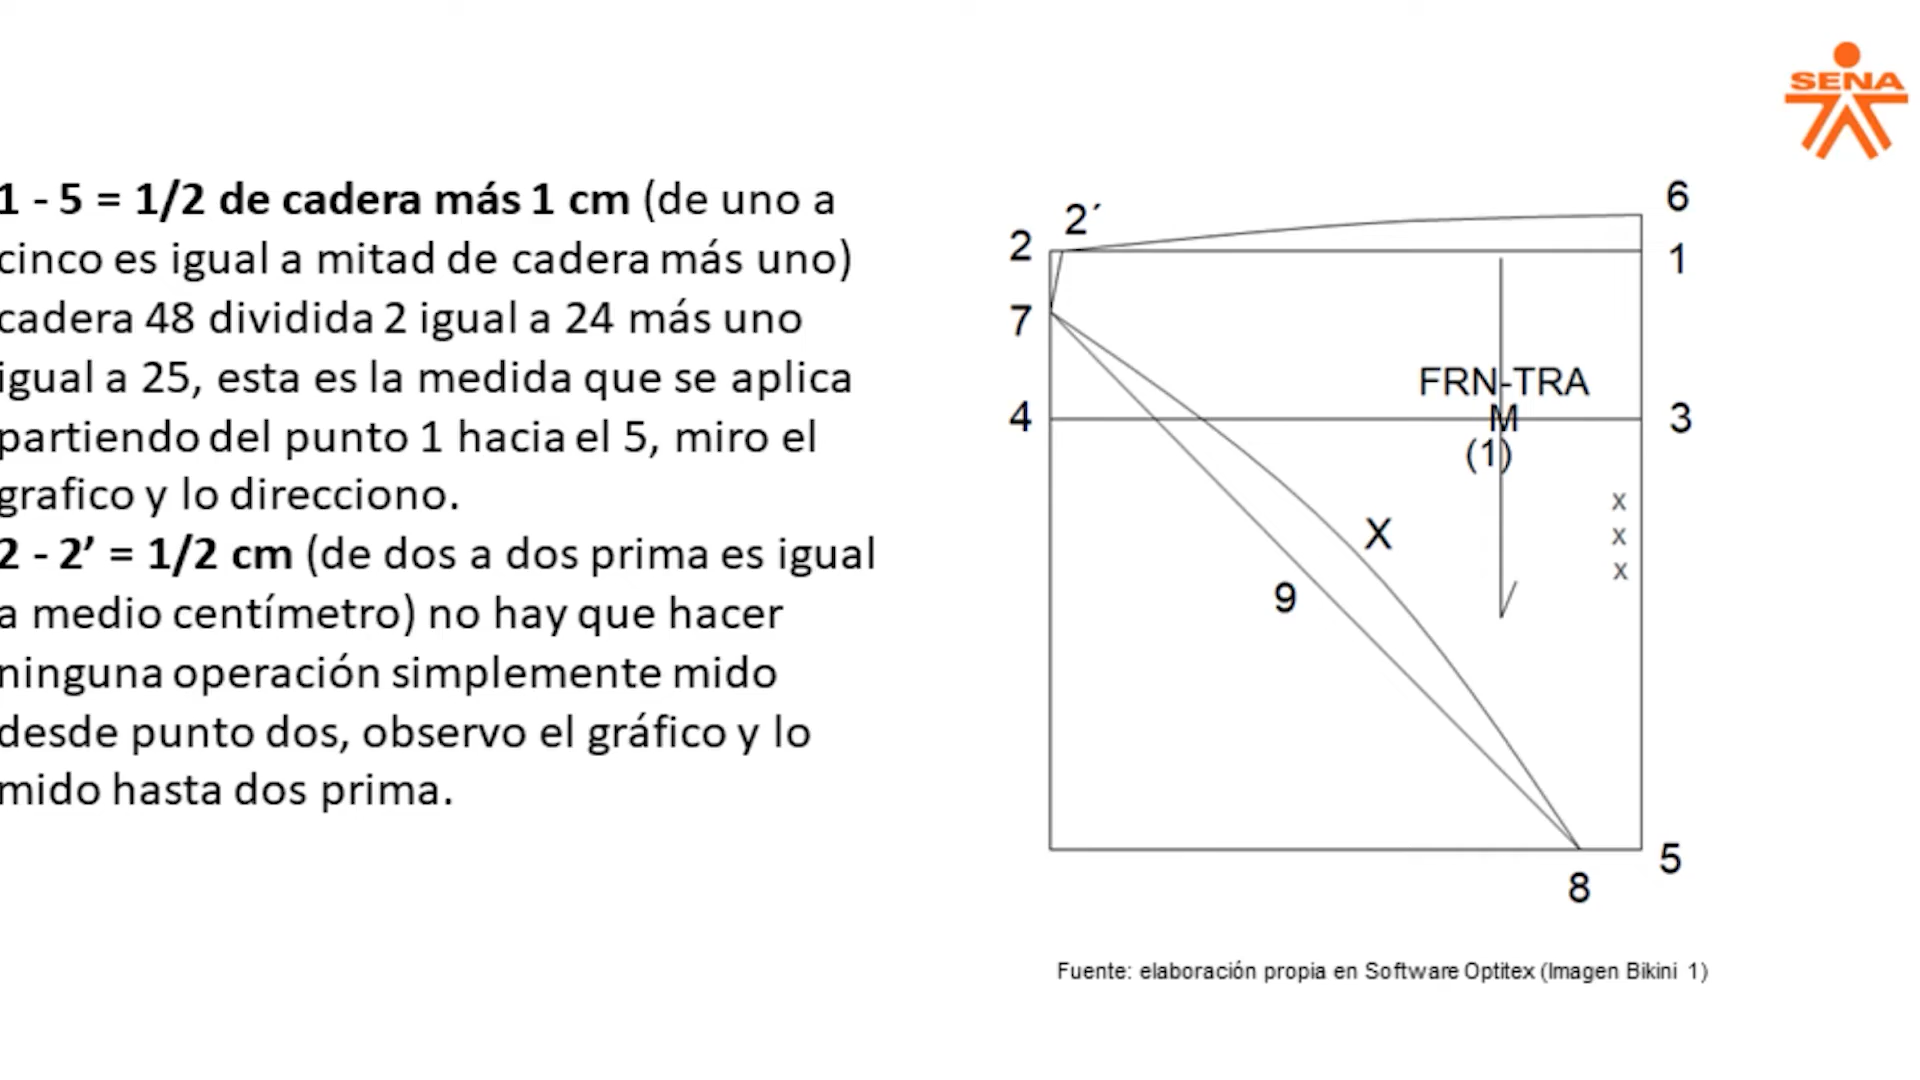 SENA
1 - 5 = 1/2 de cadera más 1 cm (de uno a
cinco es igual a mitad de cadera más uno)
cadera 48 dividida 2 igual a 24 más uno
igual a 25, esta es la medida que se aplica
partiendo del punto 1 hacia el 5, miro el
grafico y lo direcciono.
2 - 2’ = 1/2 cm (de dos a dos prima es igual
a medio centímetro) no hay que hacer
ninguna operación simplemente mido
desde punto dos, observo el gráfico y lo
mido hasta dos prima.
6
2´
2
1
7
FRN-TRA
M
(1)
4
3
x
x
x
X
9
5
8
Fuente: elaboración propia en Software Optitex (Imagen Bikini 1)